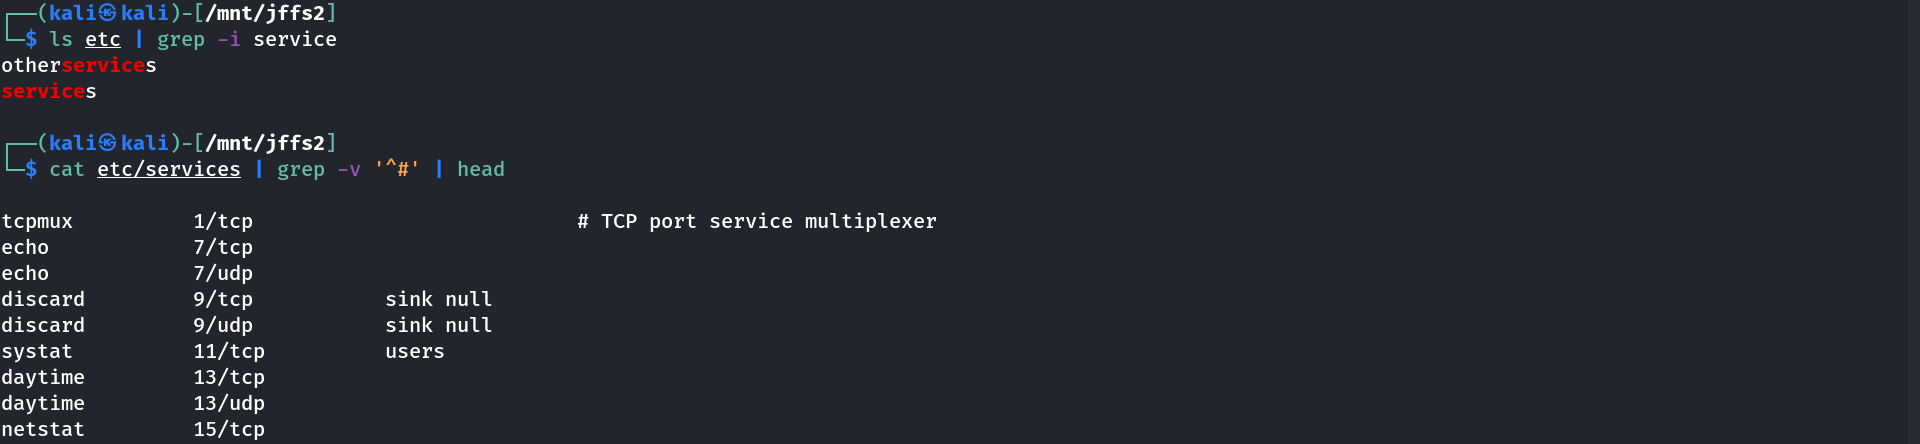 ┌──(kali㉿kali)-[/mnt/jffs2]
└─$ ls etc | grep -i service
otherservices
services

┌──(kali㉿kali)-[/mnt/jffs2]
└─$ cat etc/services | grep -v '^#' | head

tcpmux          1/tcp                           # TCP port service multiplexer
echo            7/tcp
echo            7/udp
discard         9/tcp           sink null
discard         9/udp           sink null
systat          11/tcp          users
daytime         13/tcp
daytime         13/udp
netstat         15/tcp